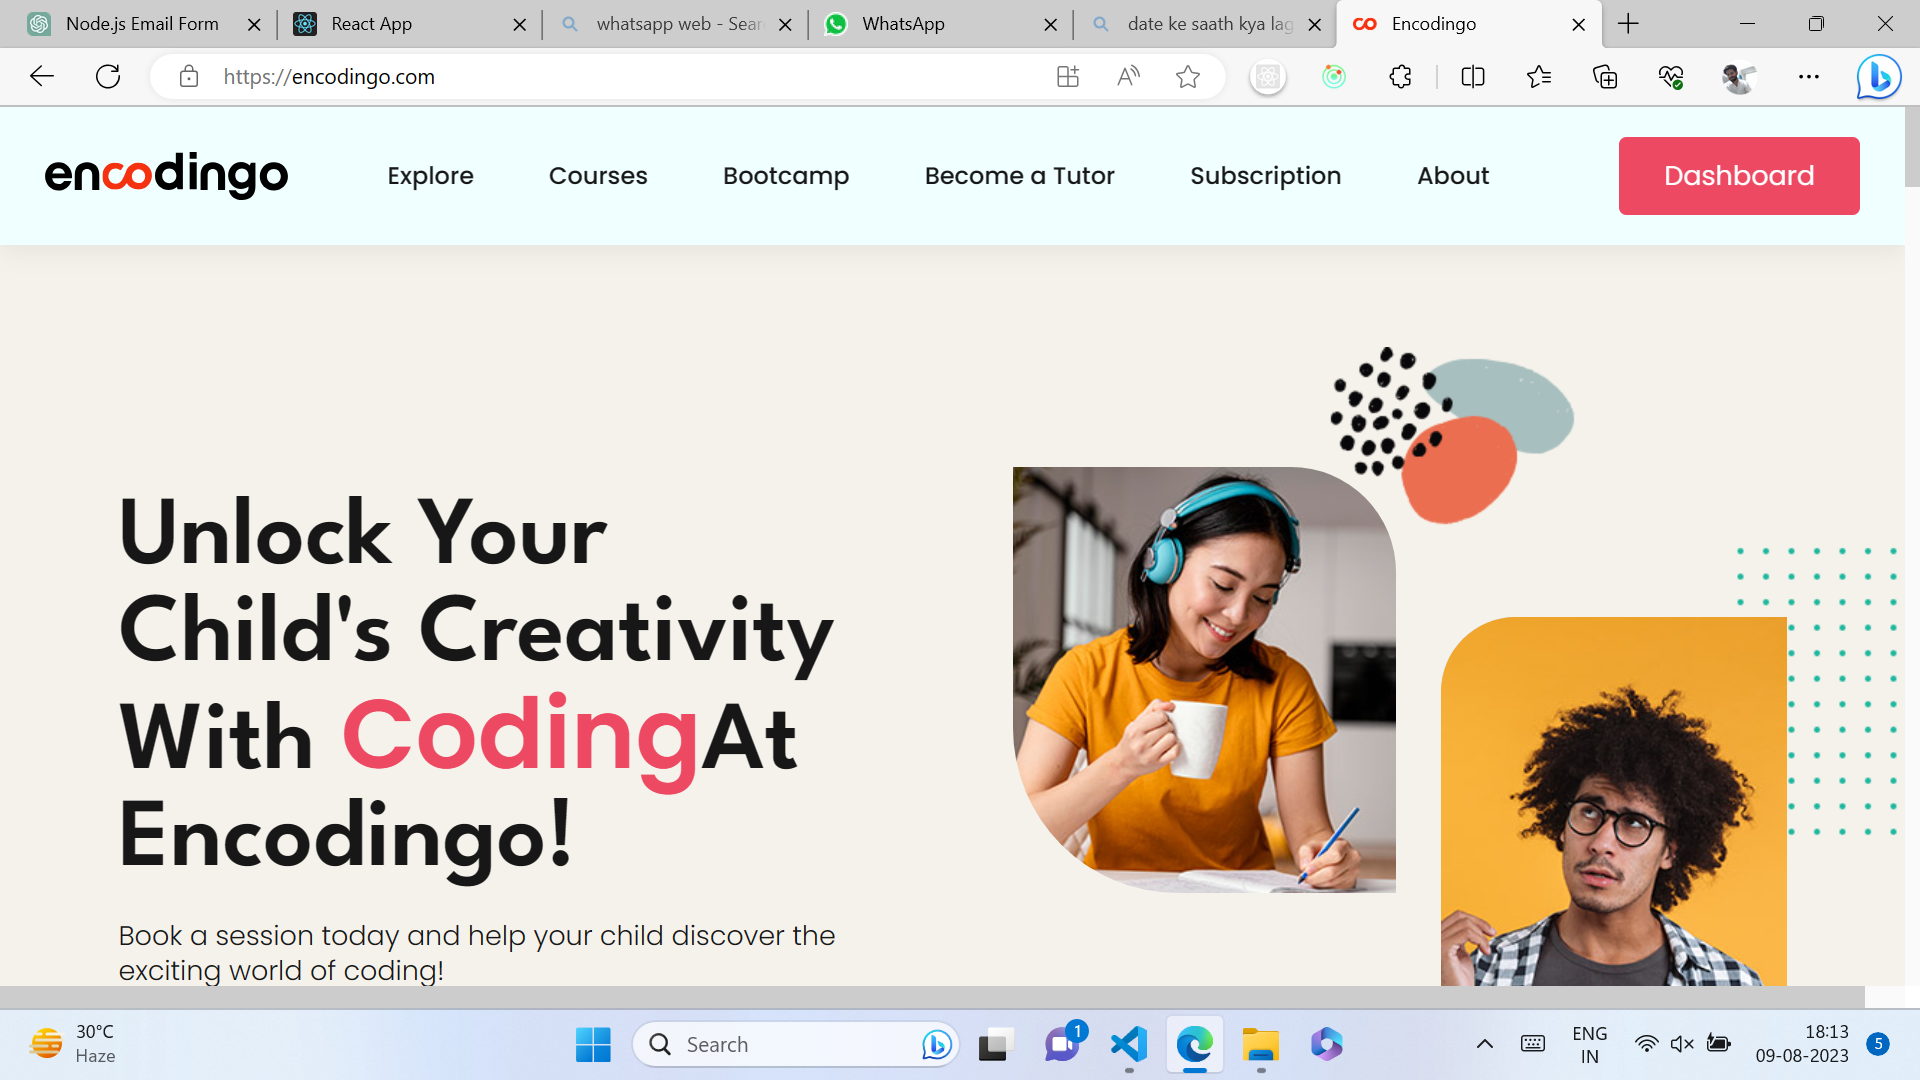 Node.js Email Form
React App
whatsapp web - Sear
WhatsApp
date ke saath kya lag
Encodingo
https://encodingo.com
encodingo
Explore
Courses
Bootcamp
Become a Tutor
Subscription
About
Dashboard
Unlock Your
Child's Creativity
With CodingAt
Encodingo!
Book a session today and help your child discover the
exciting world of coding!
30°C
Haze
Search
1
ENG
IN
18:13
09-08-2023
5